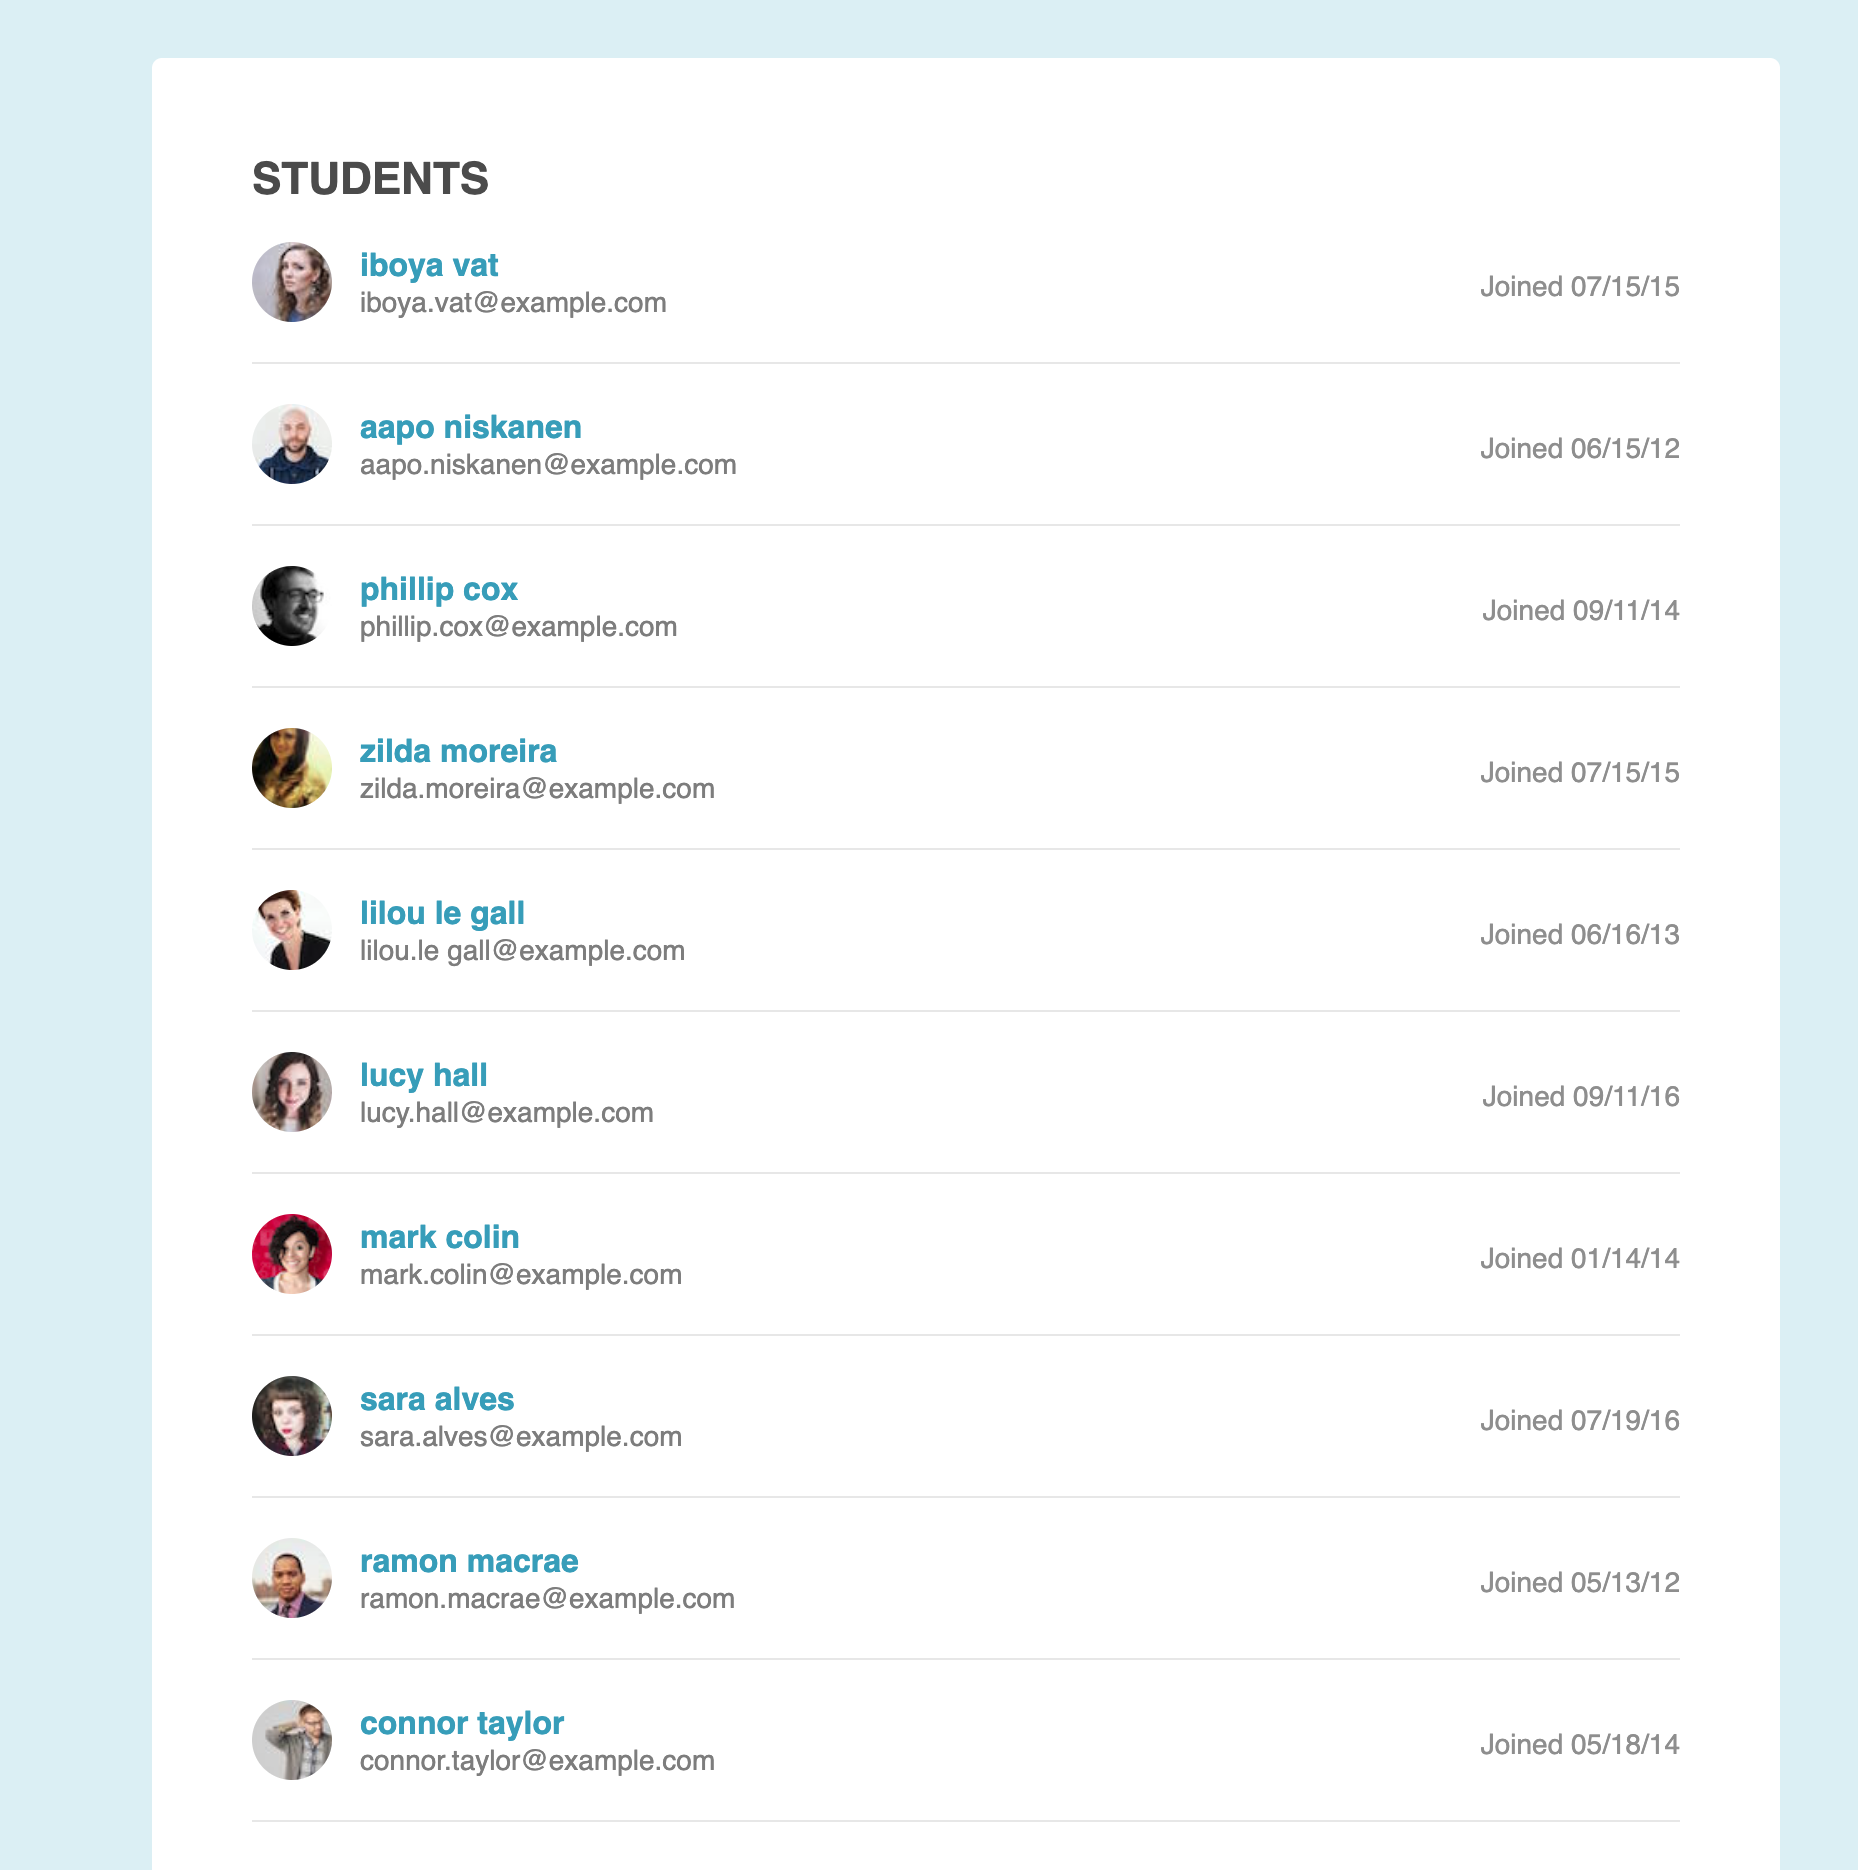 STUDENTS
iboya vat
iboya.vat@example.com
Joined 07/15/15
aapo niskanen
aapo.niskanen@example.com
Joined 06/15/12
phillip cox
phillip.cox@example.com
Joined 09/11/14
zilda moreira
zilda.moreira@example.com
Joined 07/15/15
lilou le gall
lilou.le gall@example.com
Joined 06/16/13
lucy hall
lucy.hall@example.com
Joined 09/11/16
mark colin
mark.colin@example.com
Joined 01/14/14
sara alves
sara.alves@example.com
Joined 07/19/16
ramon macrae
ramon.macrae@example.com
Joined 05/13/12
connor taylor
connor.taylor@example.com
Joined 05/18/14